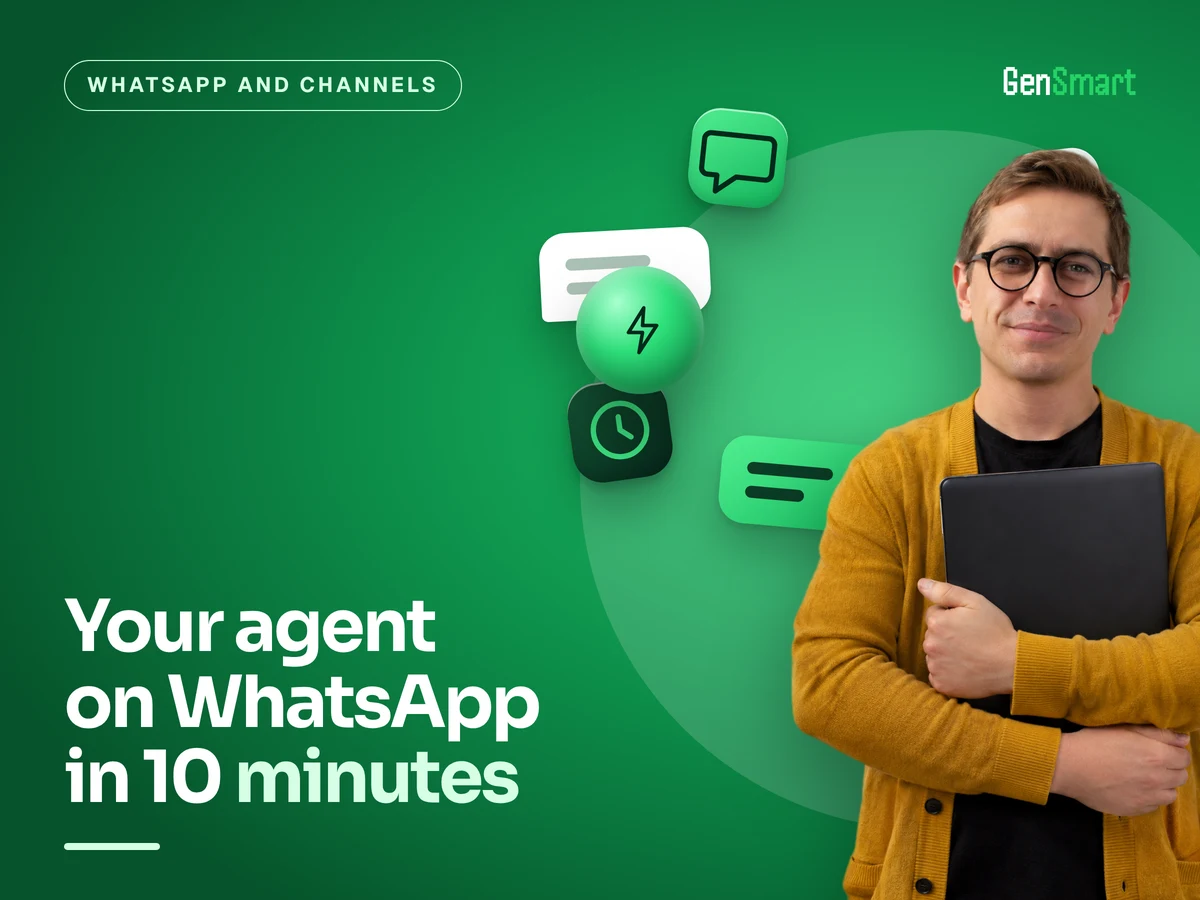 WHATSAPP AND CHANNELS
GenSmart
Your agent
on WhatsApp
in 10 minutes